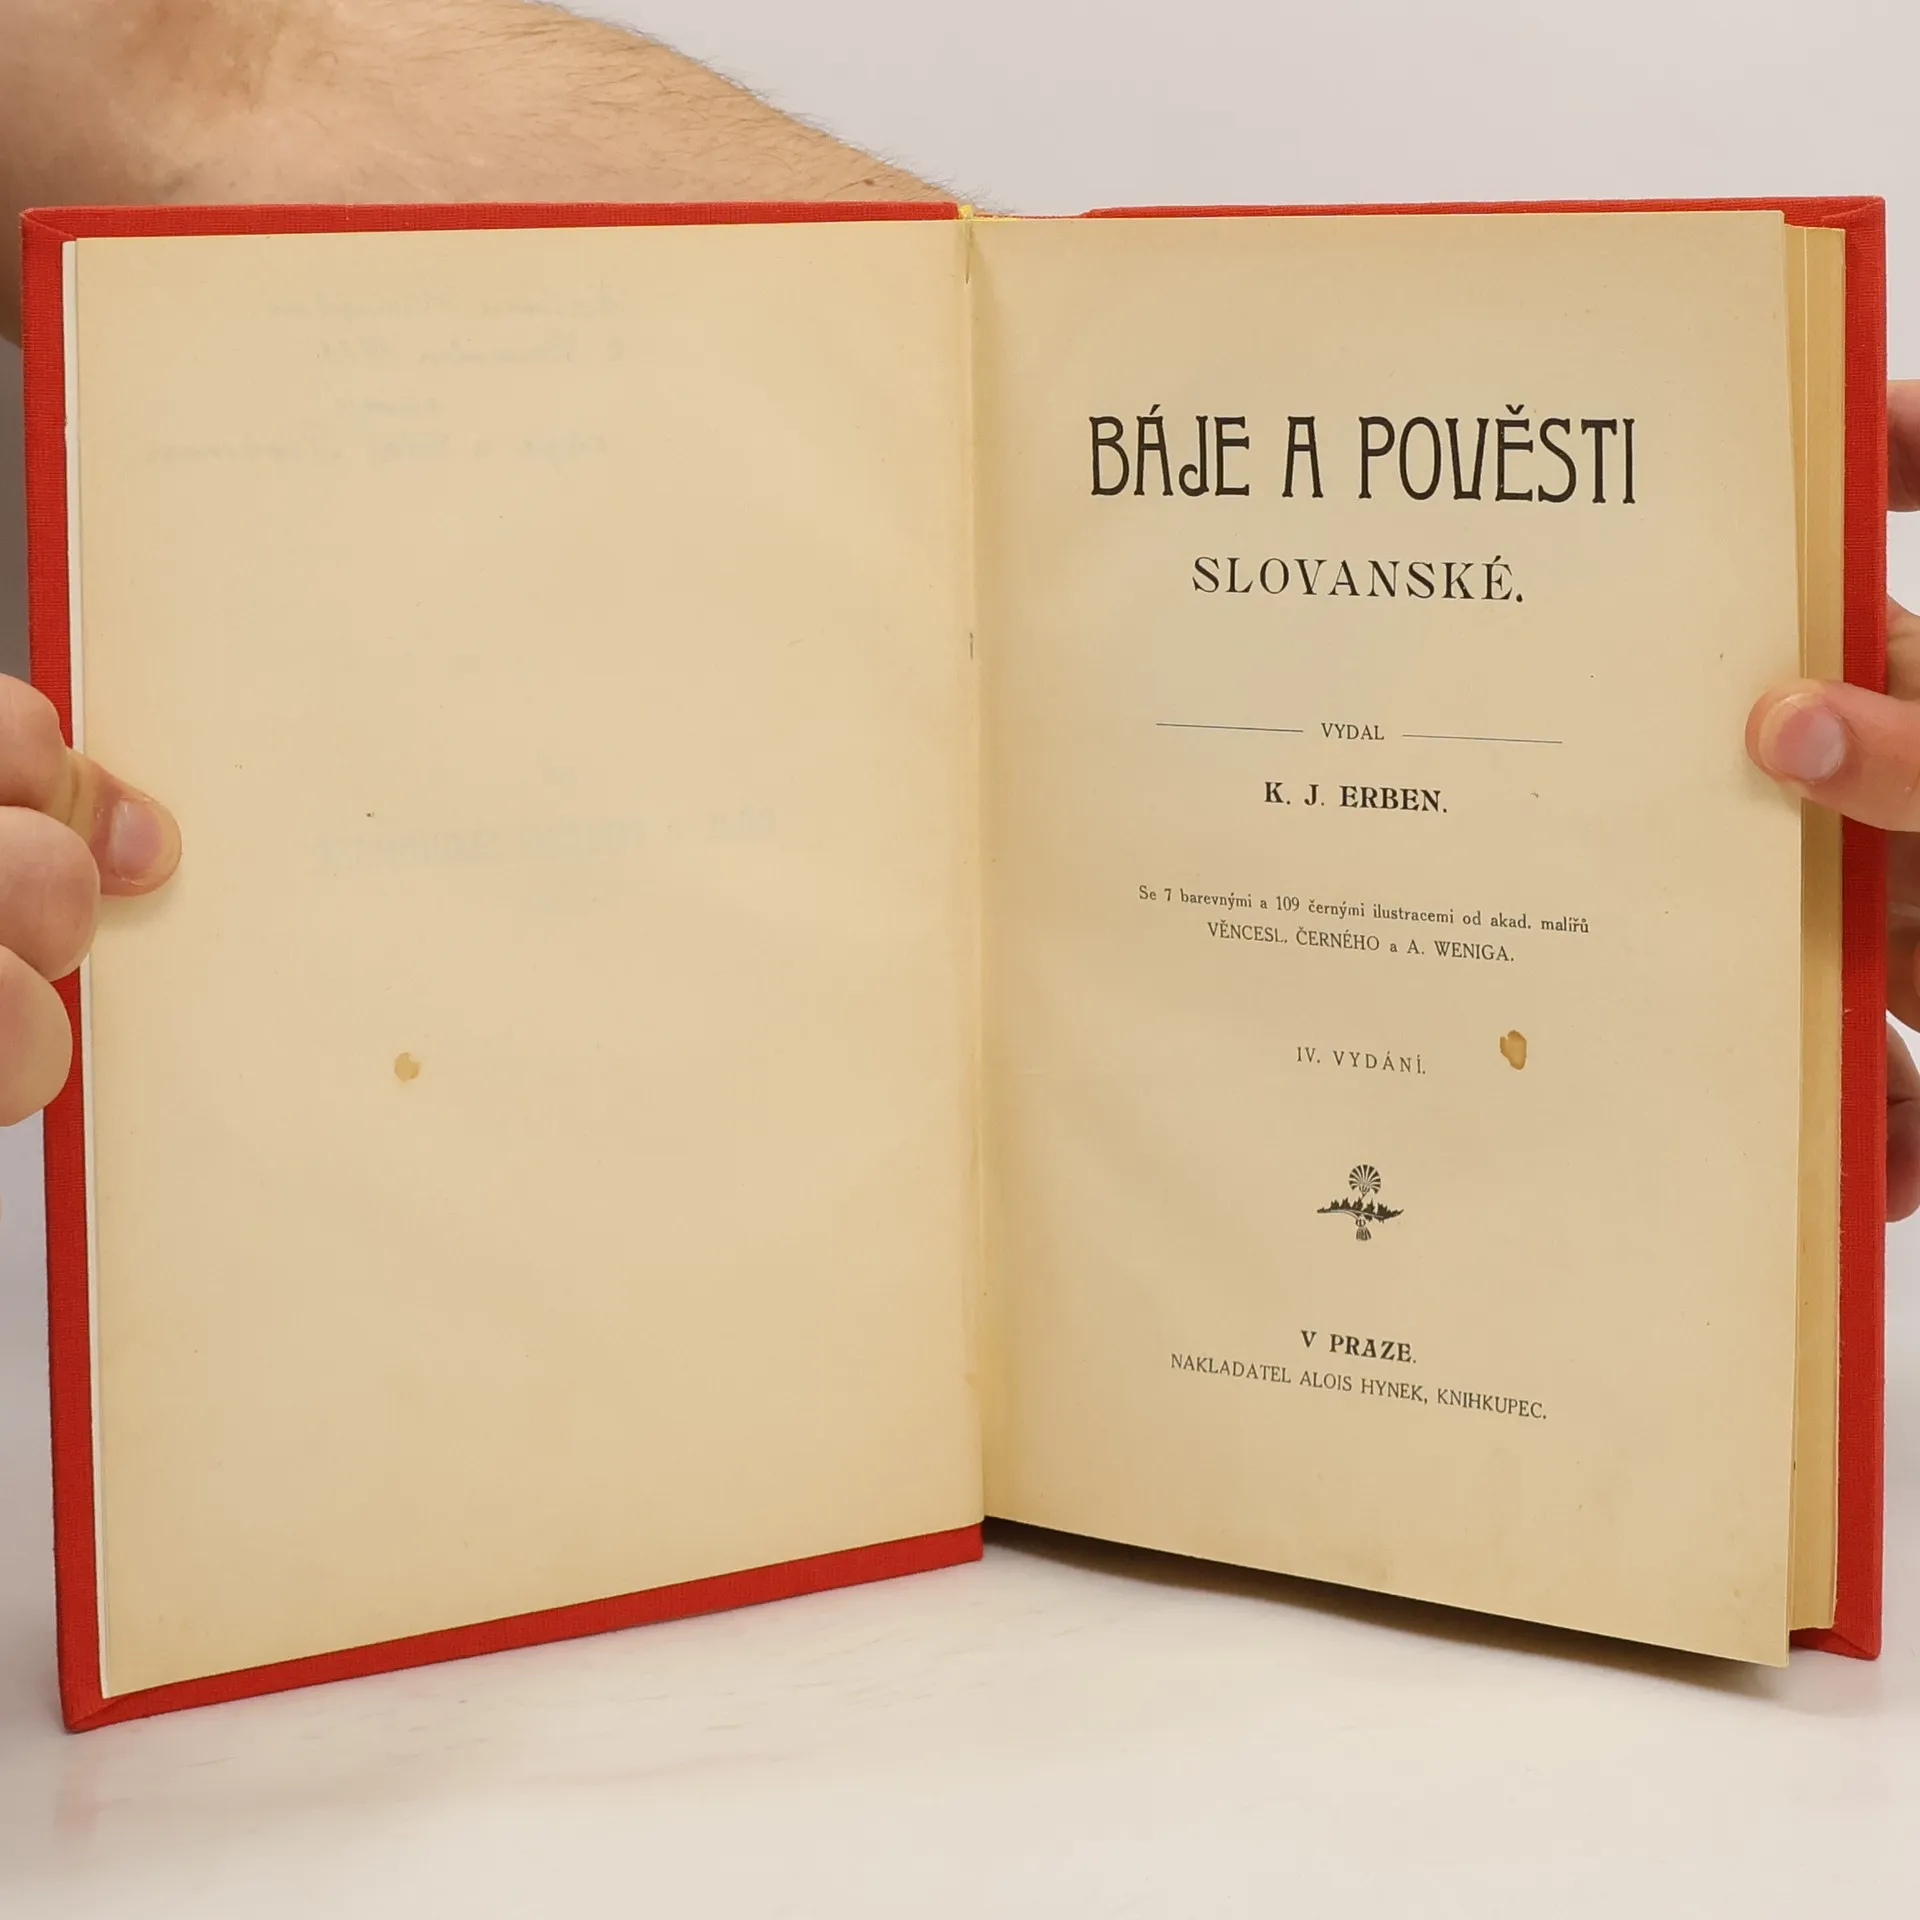 BÁJE A POVĚSTI
SLOVANSKÉ.
VYDAL
K. J. ERBEN.
Se 7 barevnými a 109 černými ilustracemi od akad. malířů
VĚNCESL. ČERNÉHO a A. WENIGA.
IV. VYDÁNÍ.
V PRAZE.
NAKLADATEL ALOIS HYNEK, KNIHKUPEC.